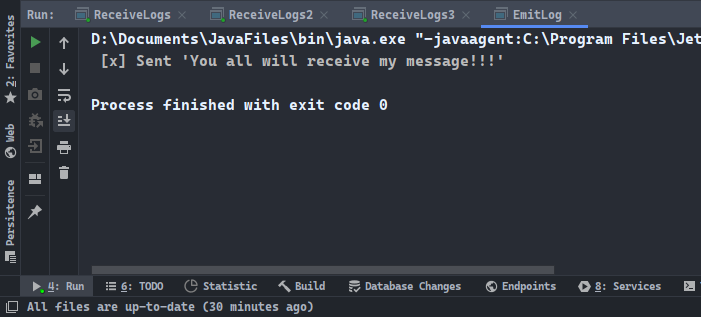 Run: ReceiveLogs ReceiveLogs2 ReceiveLogs3 EmitLog
D:\Documents\JavaFiles\bin\java.exe "-javaagent:C:\Program Files\Jet
[x] Sent 'You all will receive my message!!!'
Process finished with exit code 0
2: Favorites
Web
Persistence
4: Run 6: TODO Statistic Build Database Changes Endpoints 8: Services
All files are up-to-date (30 minutes ago)